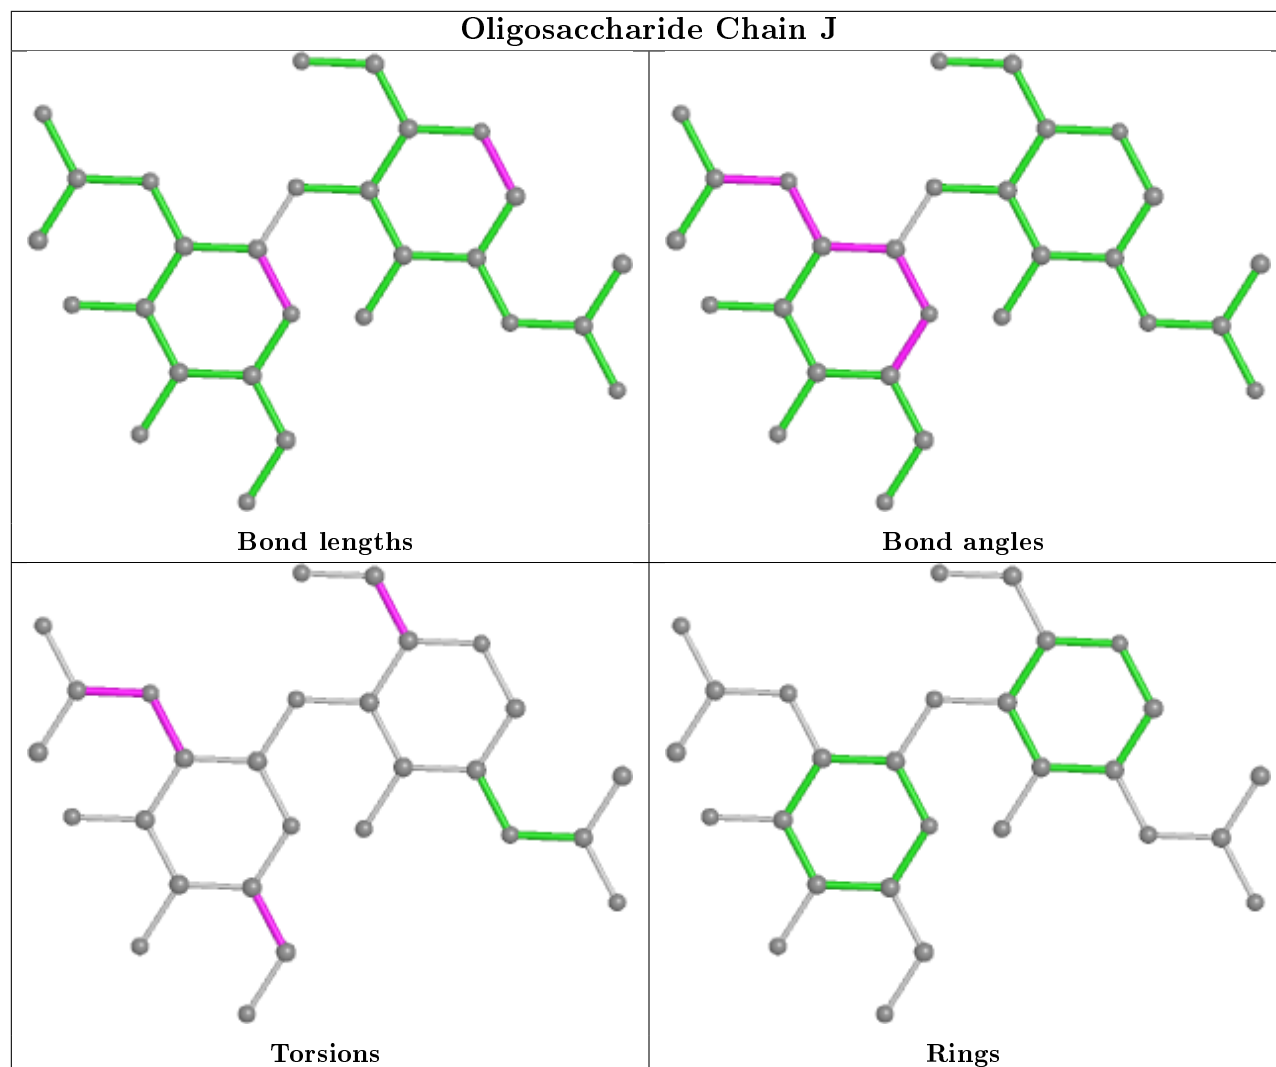 Oligosaccharide Chain J
Bond lengths
Bond angles
Torsions
Rings